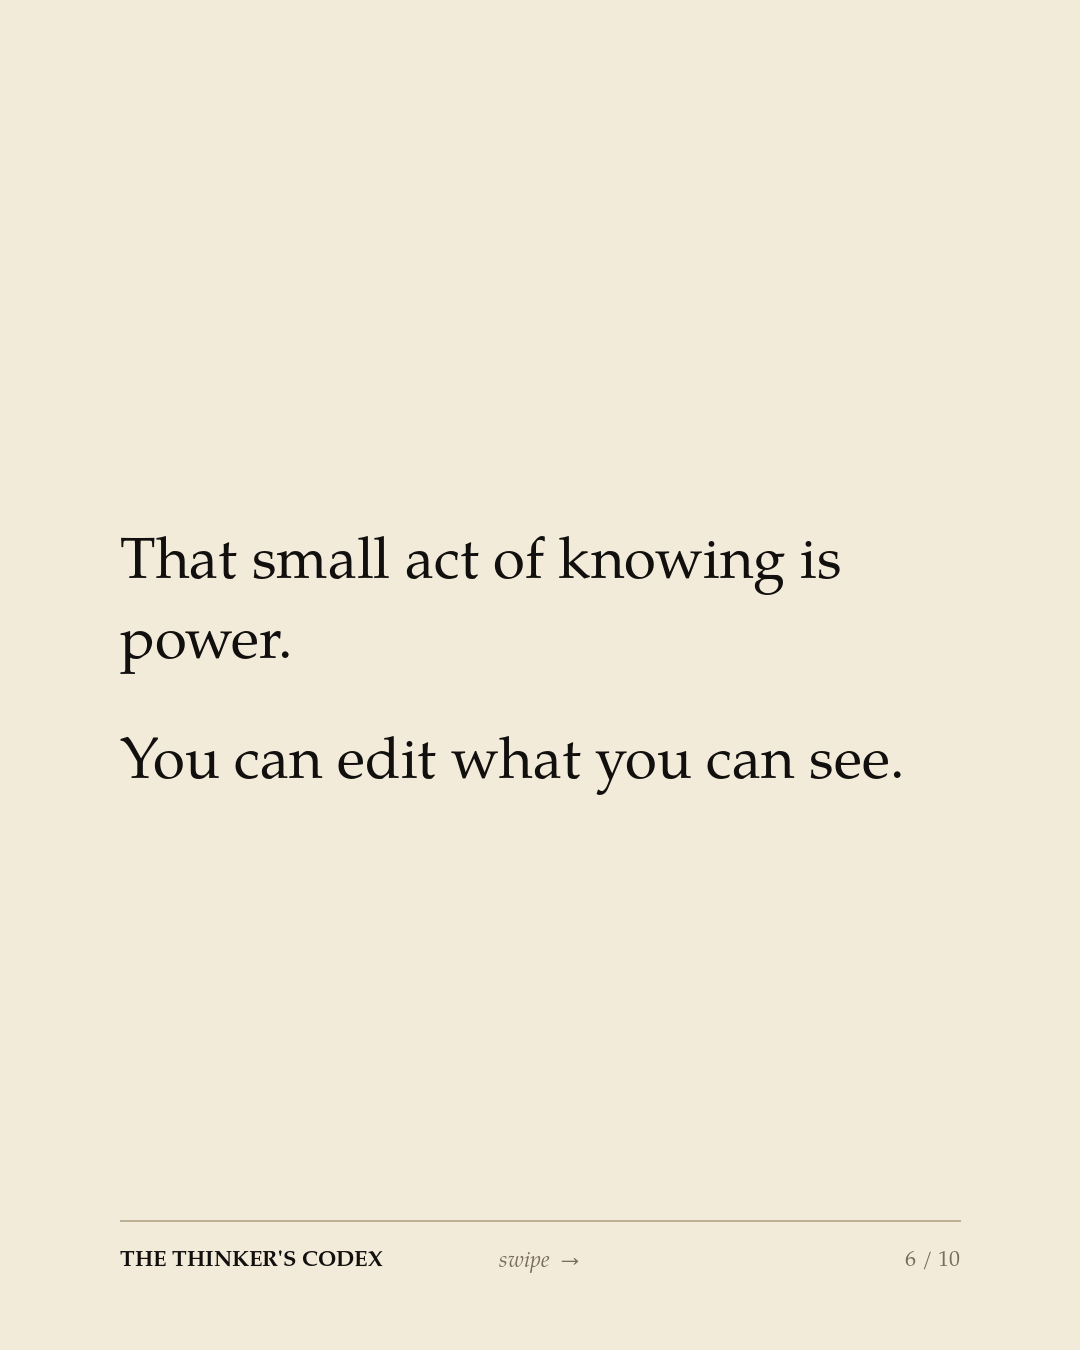 That small act of knowing is
power.
You can edit what you can see.
THE THINKER'S CODEX swipe → 6 / 10